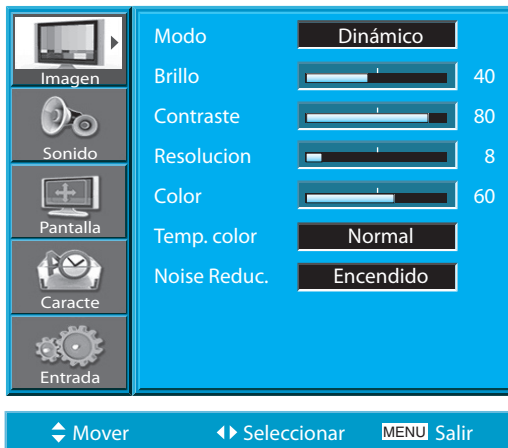 Imagen
Sonido
Pantalla
Caracte
Entrada
Modo Dinámico
Brillo 40
Contraste 80
Resolucion 8
Color 60
Temp. color Normal
Noise Reduc. Encendido
Mover Seleccionar MENU Salir